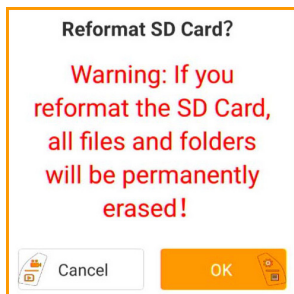 Reformat SD Card?
Warning: If you
reformat the SD Card,
all files and folders
will be permanently
erased!
Cancel
OK